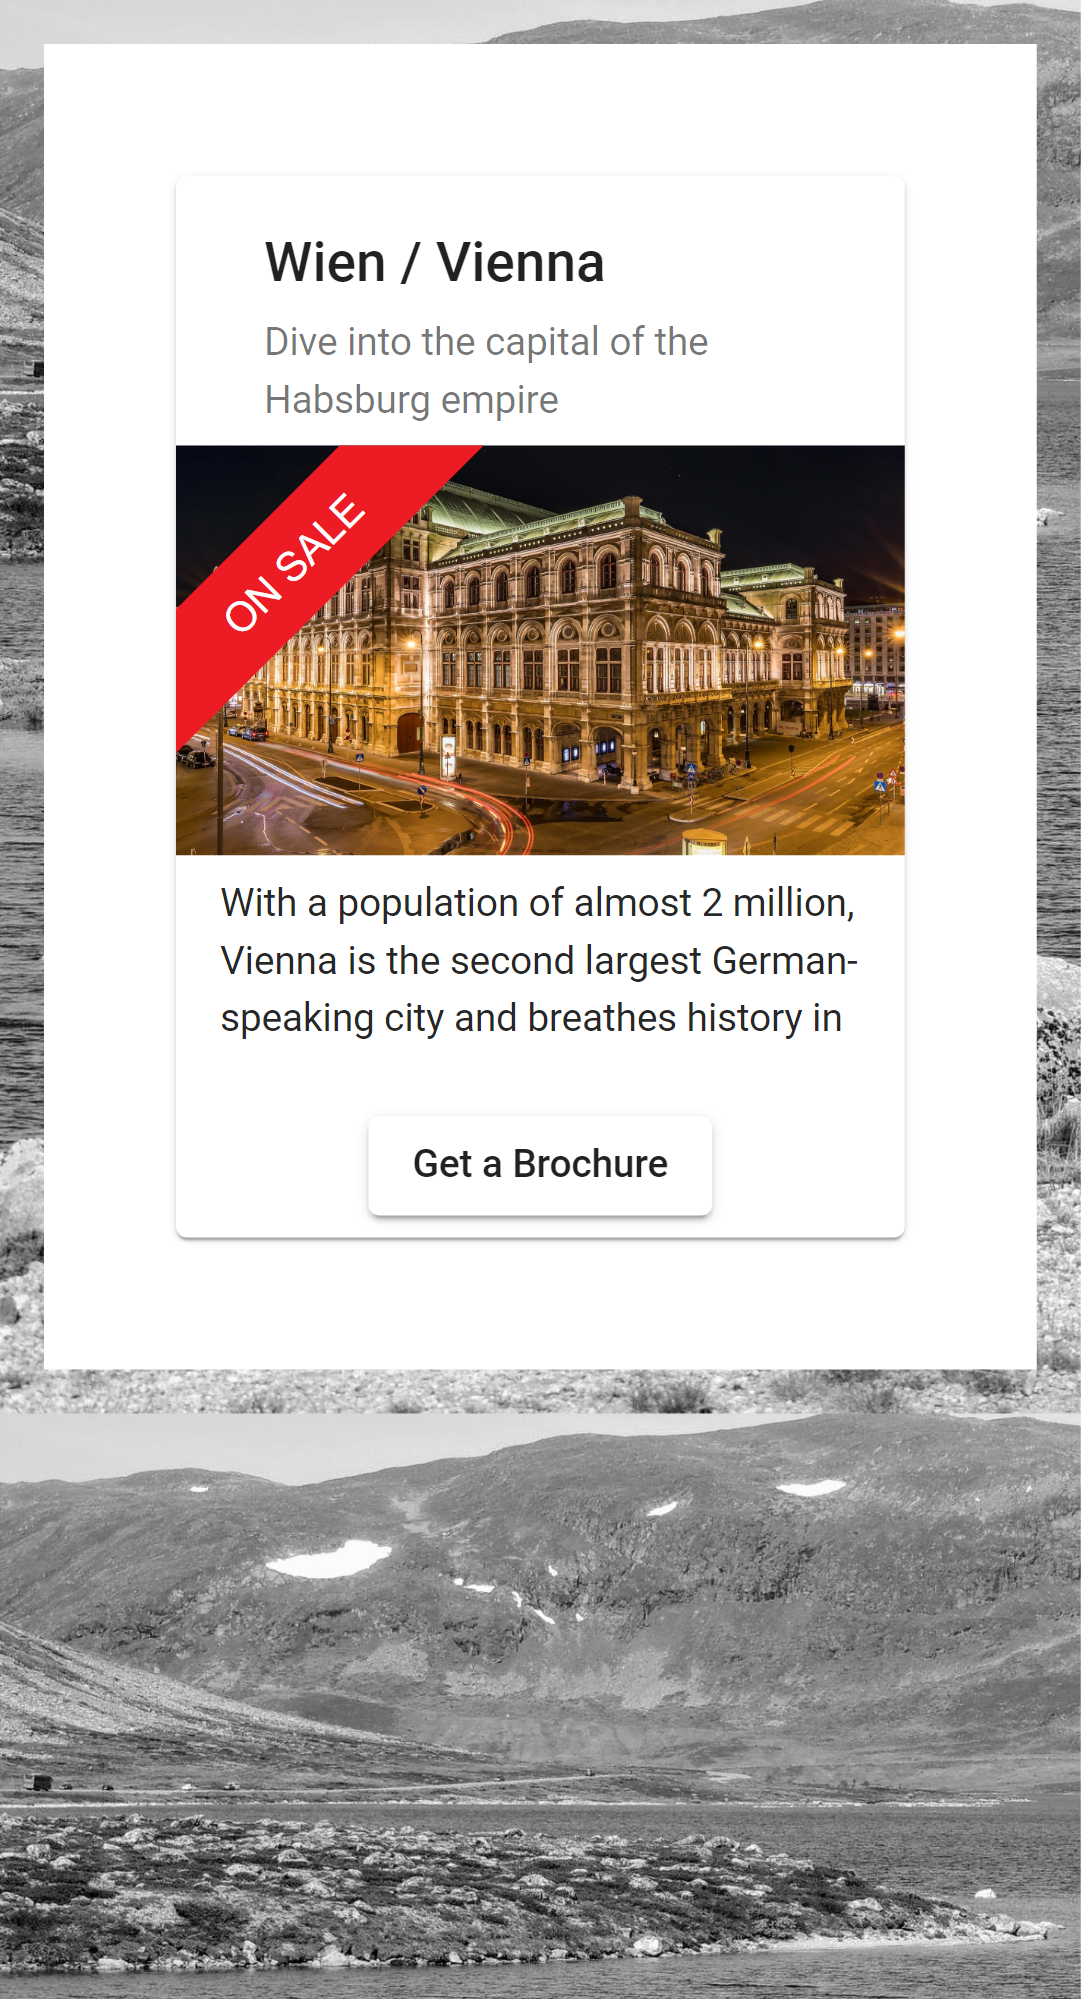 Wien / Vienna
Dive into the capital of the
Habsburg empire
ON SALE
With a population of almost 2 million,
Vienna is the second largest German-
speaking city and breathes history in
Get a Brochure